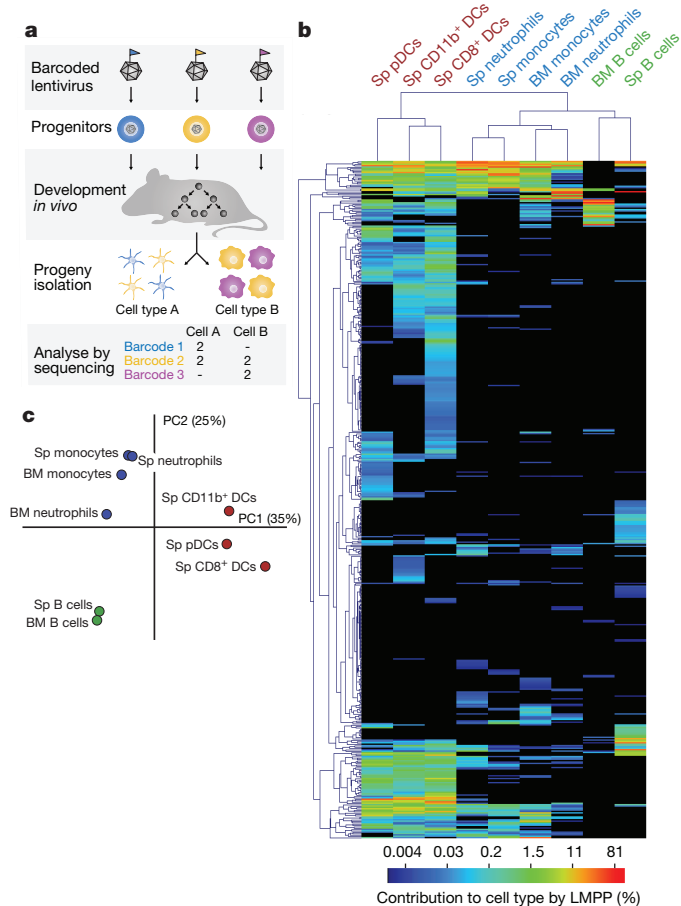 a
Barcoded
lentivirus
Progenitors
Development
in vivo
Progeny
isolation
Cell type A
Cell type B
Cell A Cell B
Analyse by
sequencing
Barcode 1 2 -
Barcode 2 2 2
Barcode 3 - 2
b
Sp pDCs
Sp CD11b⁺ DCs
Sp CD8⁺ DCs
Sp neutrophils
Sp monocytes
BM monocytes
BM neutrophils
BM B cells
Sp B cells
0.004 0.03 0.2 1.5 11 81
Contribution to cell type by LMPP (%)
c
PC2 (25%)
Sp monocytes
Sp neutrophils
BM monocytes
Sp CD11b⁺ DCs
BM neutrophils
PC1 (35%)
Sp pDCs
Sp CD8⁺ DCs
Sp B cells
BM B cells